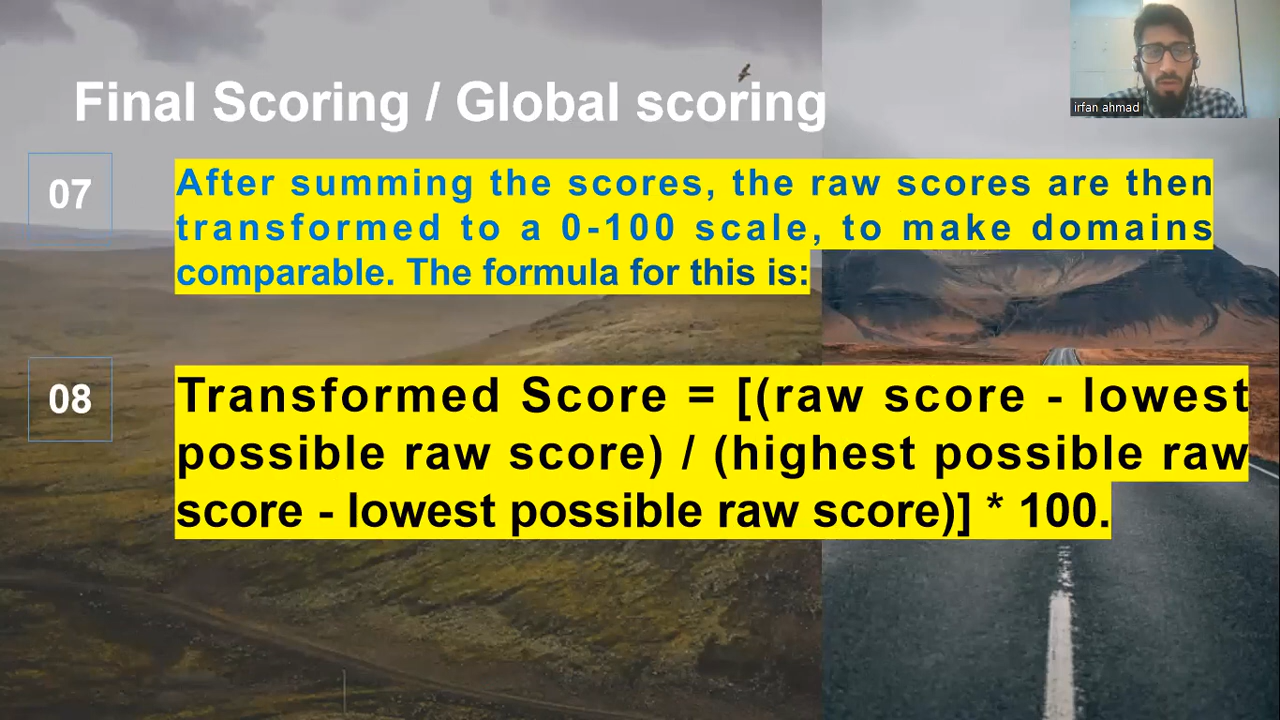 Final Scoring / Global scoring
irfan ahmad
07
After summing the scores, the raw scores are then
transformed to a 0-100 scale, to make domains
comparable. The formula for this is:
08
Transformed Score = [(raw score - lowest
possible raw score) / (highest possible raw
score - lowest possible raw score)] * 100.